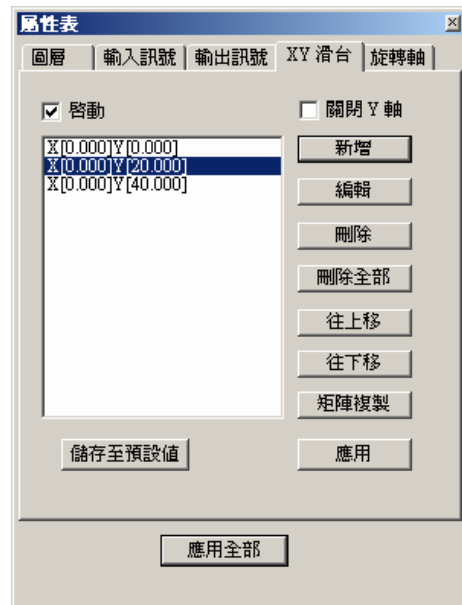 屬性表
圖層 輸入訊號 輸出訊號 XY 滑台 旋轉軸
啓動 關閉 Y 軸
X[0.000]Y[0.000]
X[0.000]Y[20.000]
X[0.000]Y[40.000]
新增
編輯
刪除
刪除全部
往上移
往下移
矩陣複製
儲存至預設值 應用
應用全部